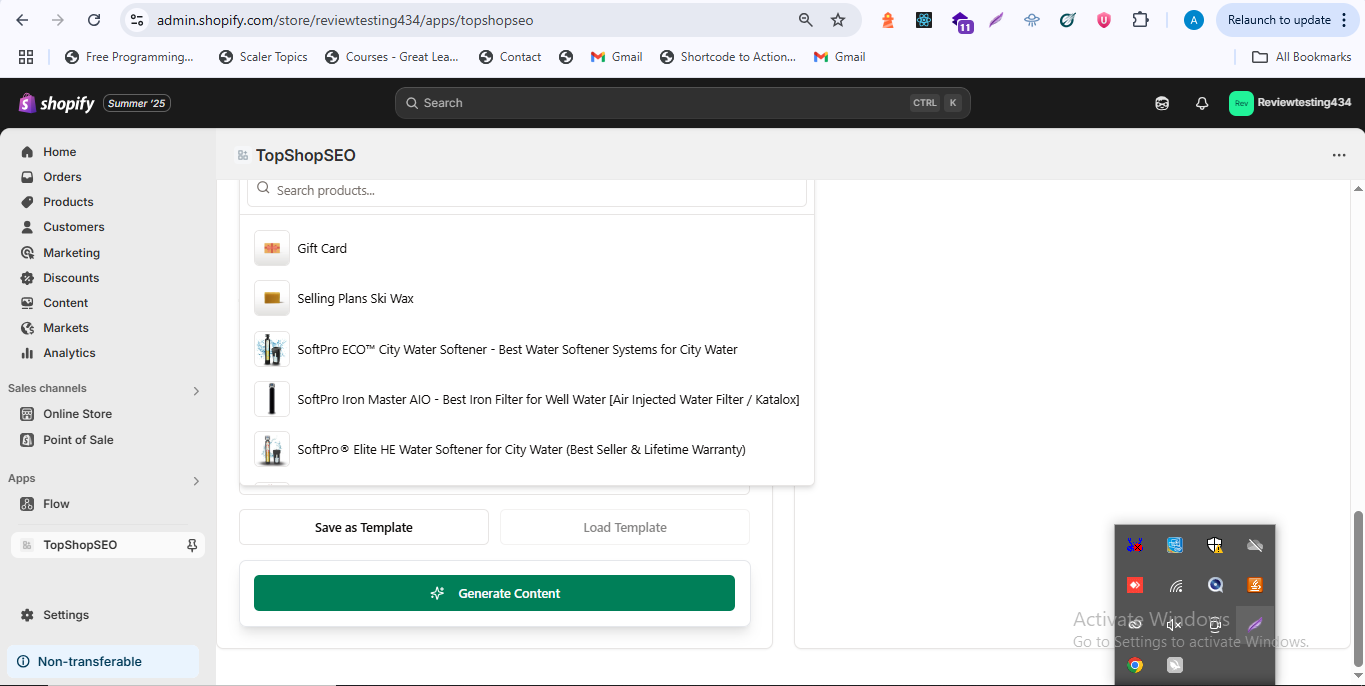 admin.shopify.com/store/reviewtesting434/apps/topshopseo
11
A
Relaunch to update
Free Programming...
Scaler Topics
Courses - Great Lea...
Contact
Gmail
Shortcode to Action...
Gmail
All Bookmarks
shopify
Summer '25
Search
CTRL K
Rev
Reviewtesting434
Home
Orders
Products
Customers
Marketing
Discounts
Content
Markets
Analytics
Sales channels
Online Store
Point of Sale
Apps
Flow
TopShopSEO
Settings
Non-transferable
TopShopSEO
Search products...
Gift Card
Selling Plans Ski Wax
SoftPro ECO™ City Water Softener - Best Water Softener Systems for City Water
SoftPro Iron Master AIO - Best Iron Filter for Well Water [Air Injected Water Filter / Katalox]
SoftPro® Elite HE Water Softener for City Water (Best Seller & Lifetime Warranty)
Save as Template
Load Template
Generate Content
Activate Windows
Go to Settings to activate Windows.